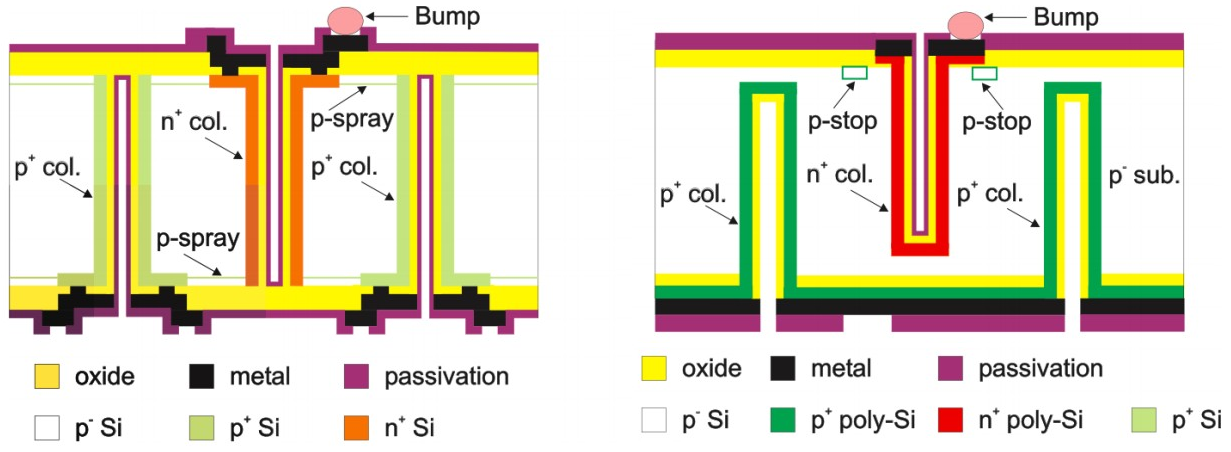 Bump
p-spray
n⁺ col.
p⁺ col.
p⁺ col.
p-spray
oxide
metal
passivation
p⁻ Si
p⁺ Si
n⁺ Si
Bump
p-stop
p-stop
n⁺ col.
p⁺ col.
p⁺ col.
p⁻ sub.
oxide
metal
passivation
p⁻ Si
p⁺ poly-Si
n⁺ poly-Si
p⁺ Si